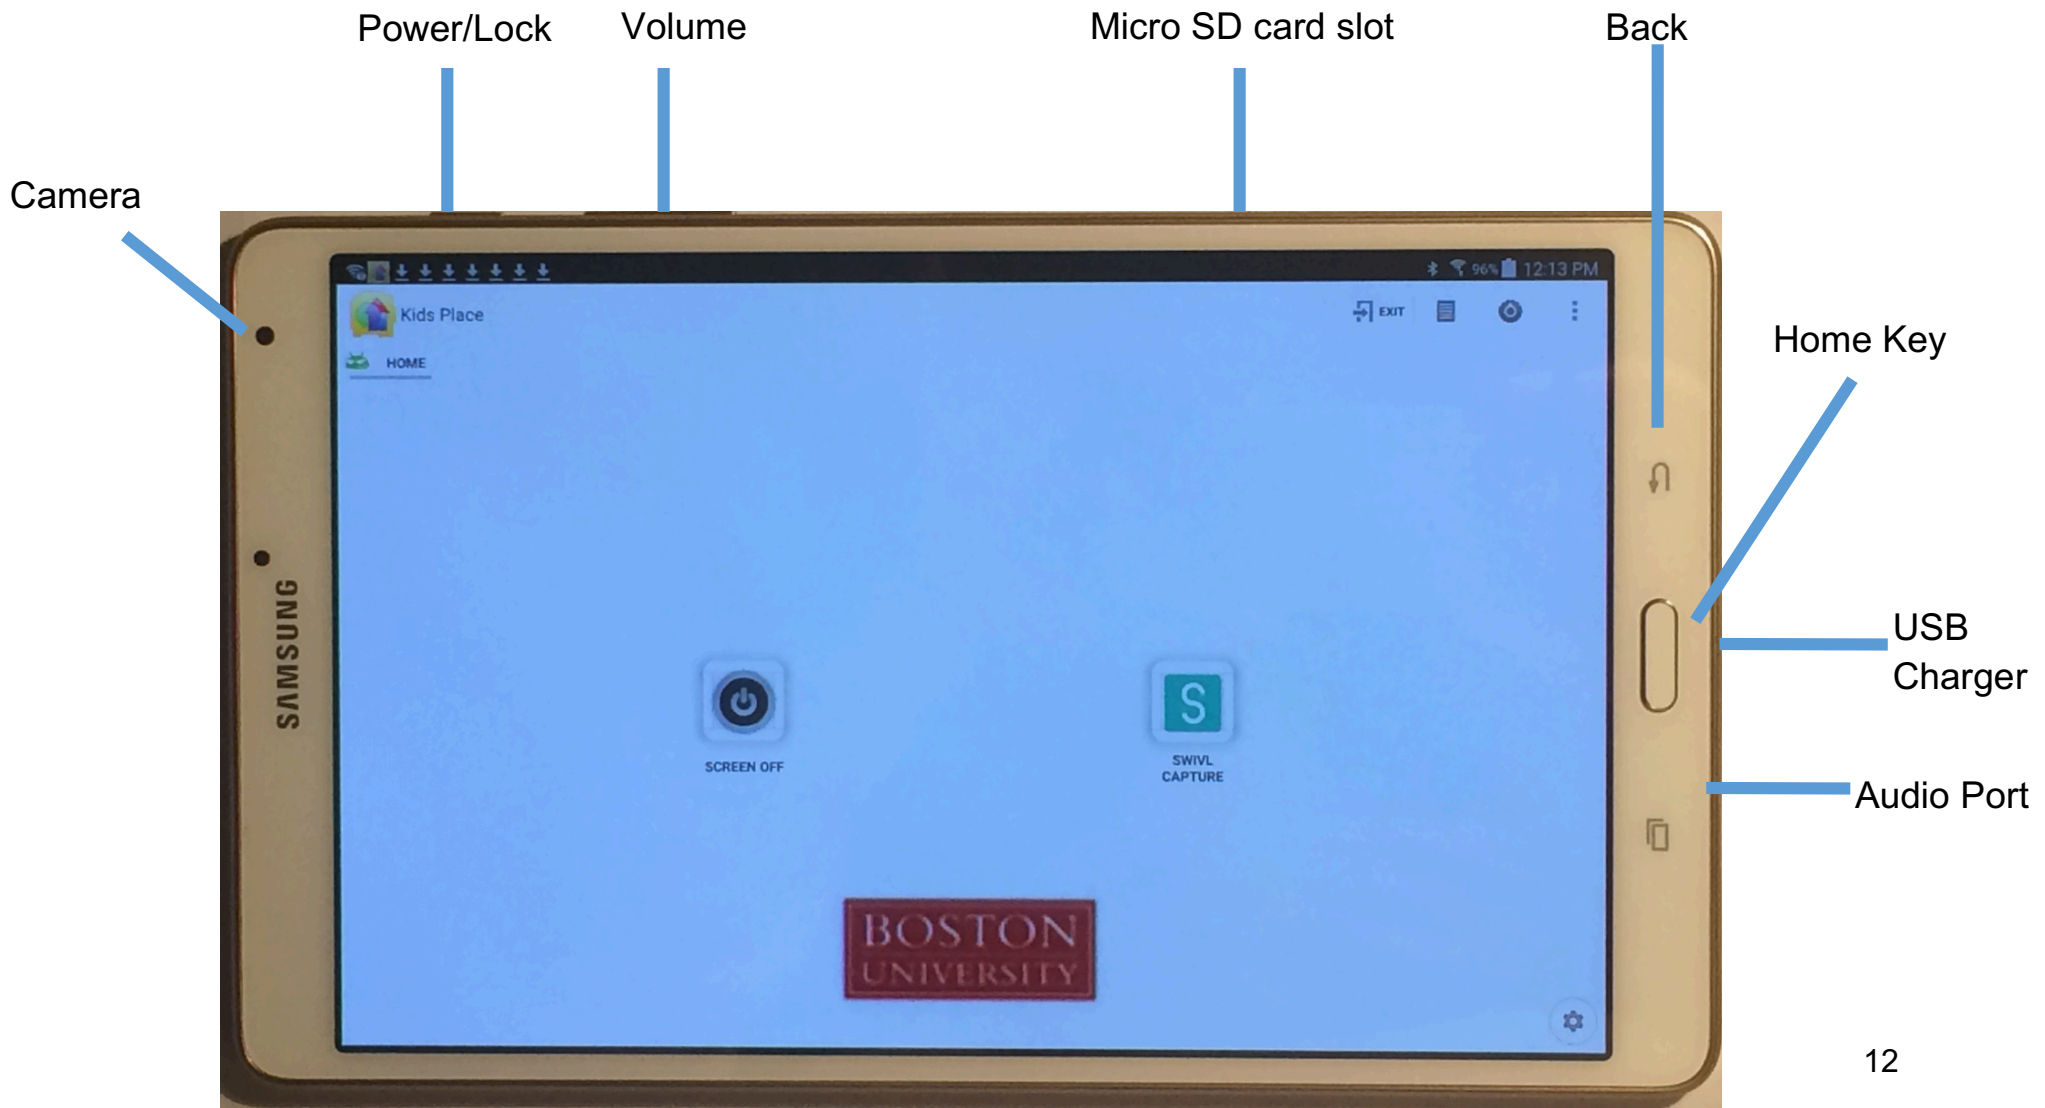 Power/Lock
Volume
Micro SD card slot
Back
Camera
96% 12:13 PM
Kids Place
EXIT
HOME
Home Key
SAMSUNG
USB
Charger
SCREEN OFF
S
SWIVL
CAPTURE
Audio Port
BOSTON
UNIVERSITY
12